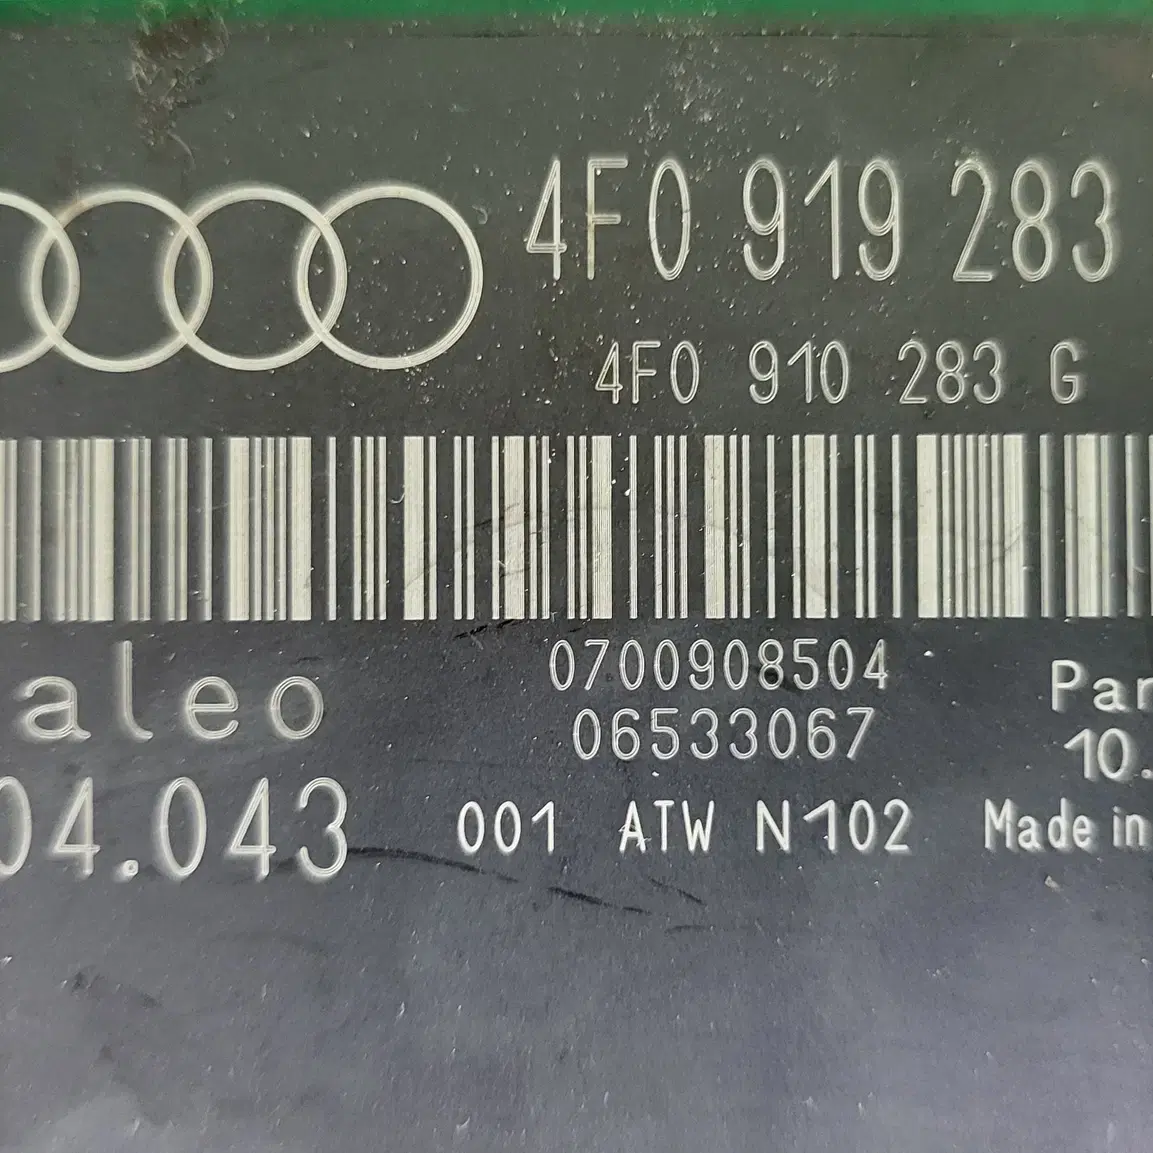 4F0 919 283
4F0 910 283 G
0700908504
aleo
06533067
Par
10.
04.043
001 ATW N102
Made in